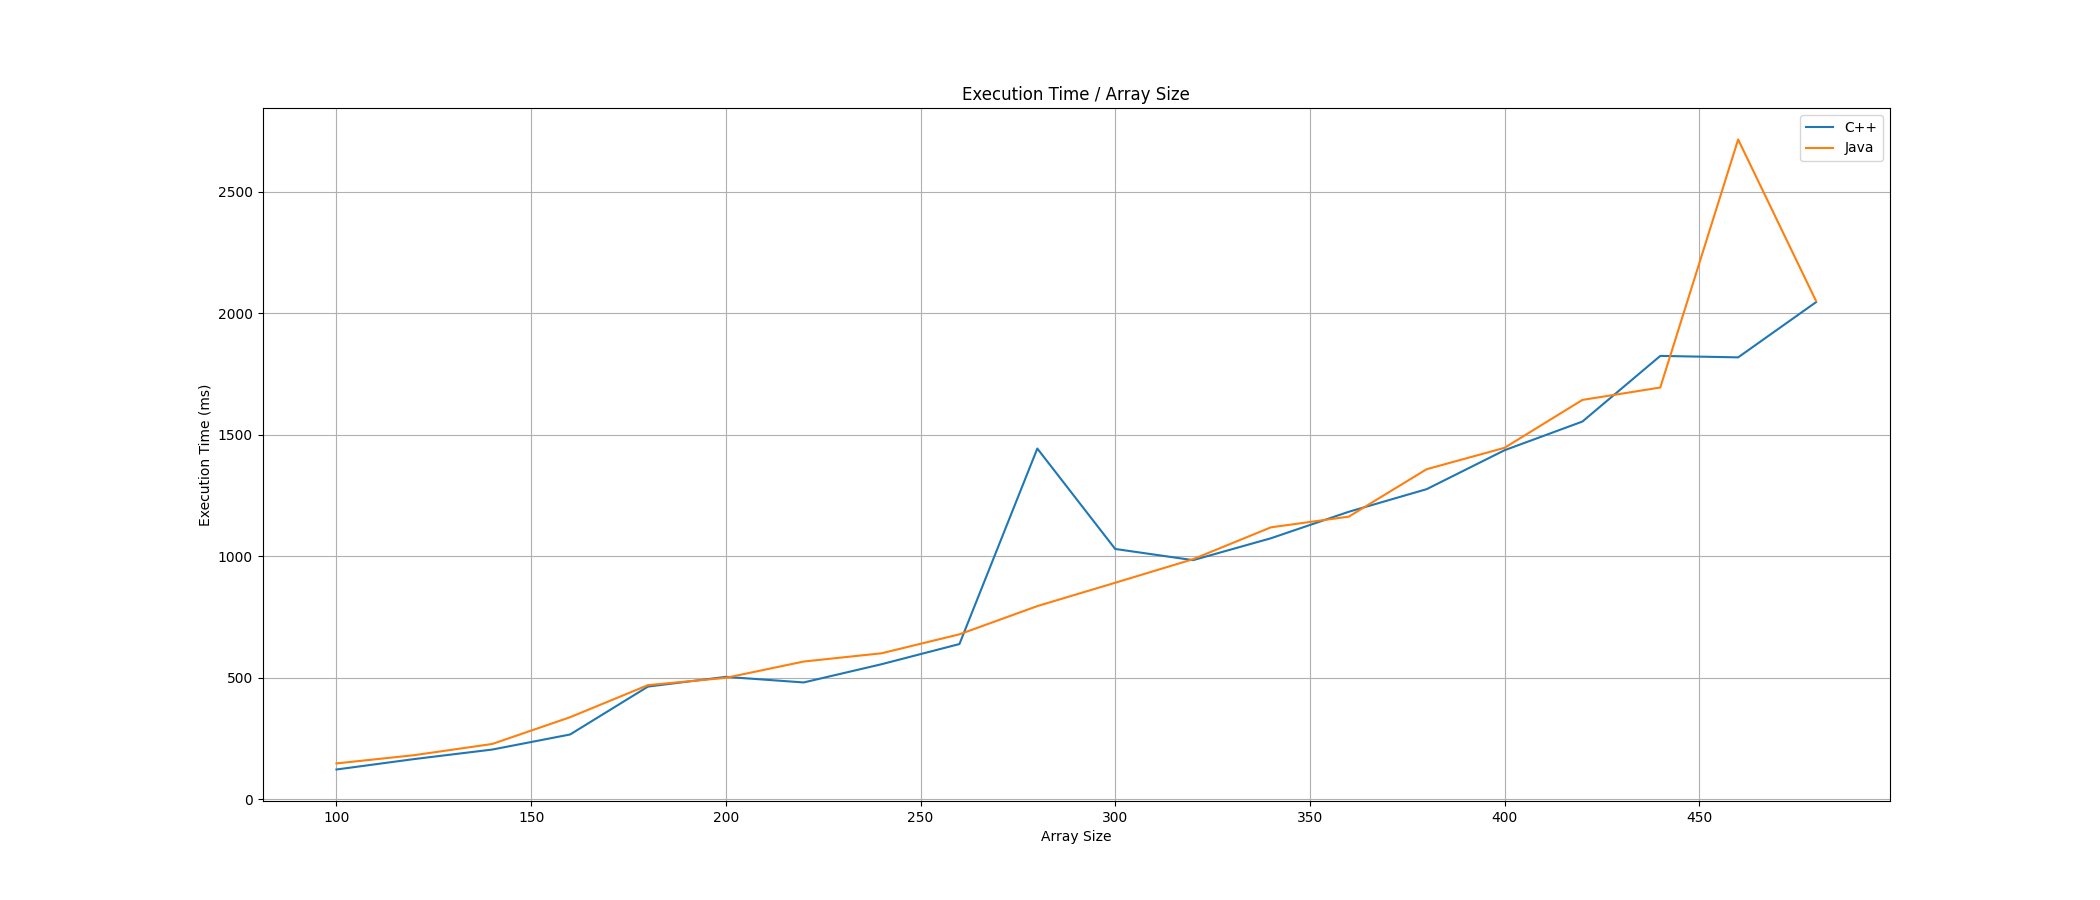 Execution Time / Array Size
C++
Java
Execution Time (ms)
2500
2000
1500
1000
500
0
100 150 200 250 300 350 400 450
Array Size